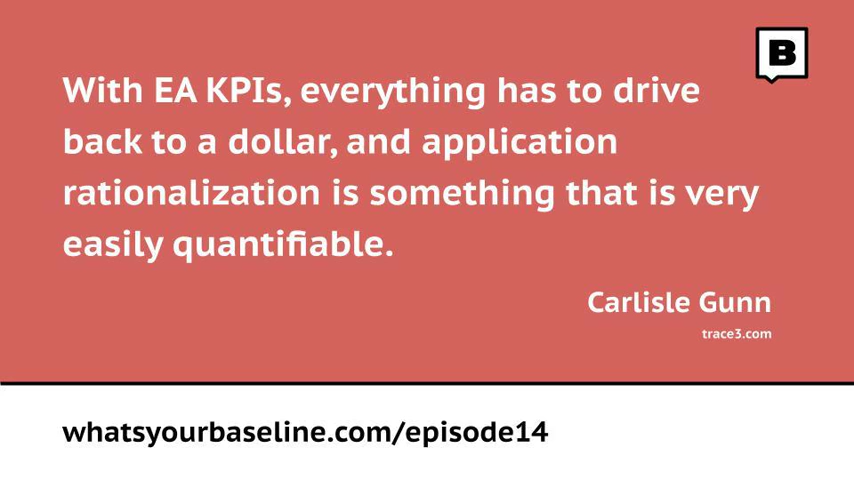 B
With EA KPIs, everything has to drive
back to a dollar, and application
rationalization is something that is very
easily quantifiable.
Carlisle Gunn
trace3.com
whatsyourbaseline.com/episode14